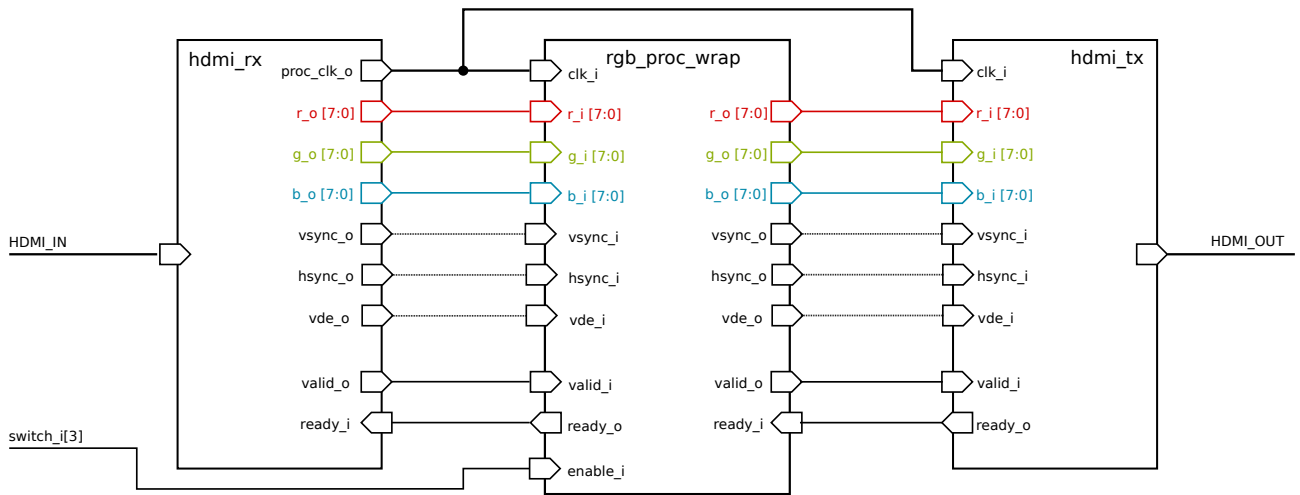 hdmi_rx
rgb_proc_wrap
hdmi_tx
proc_clk_o
clk_i
clk_i
r_o [7:0]
r_i [7:0]
r_o [7:0]
r_i [7:0]
g_o [7:0]
g_i [7:0]
g_o [7:0]
g_i [7:0]
b_o [7:0]
b_i [7:0]
b_o [7:0]
b_i [7:0]
vsync_o
vsync_i
vsync_o
vsync_i
HDMI_IN
HDMI_OUT
hsync_o
hsync_i
hsync_o
hsync_i
vde_o
vde_i
vde_o
vde_i
valid_o
valid_i
valid_o
valid_i
ready_i
ready_o
ready_i
ready_o
switch_i[3]
enable_i